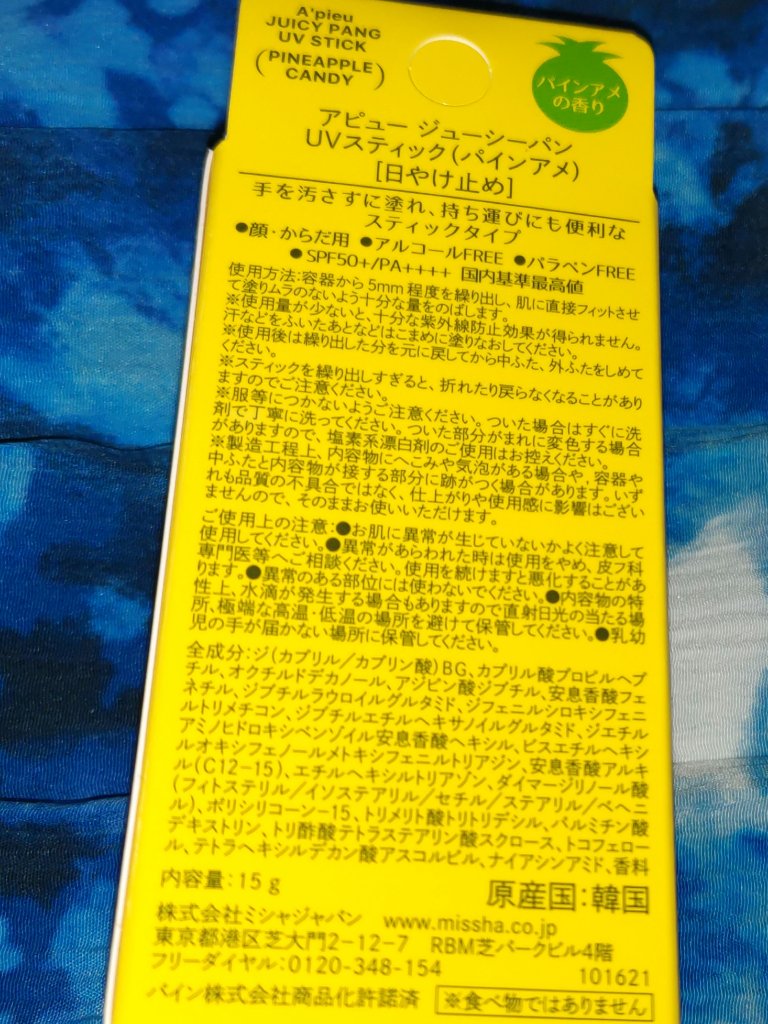 A'pieu
JUICY PANG
UV STICK
(PINEAPPLE CANDY)
パインアメ
の香り
アピュー ジューシーパン
UVスティック(パインアメ)
[日やけ止め]
手を汚さずに塗れ、持ち運びにも便利な
スティックタイプ
●顔・からだ用 ●アルコールFREE ●パラベンFREE
●SPF50+/PA++++ 国内基準最高値
使用方法:容器から5mm程度を繰り出し、肌に直接フィットさせ
て塗りムラのないよう十分な量をのばします。
※使用量が少ないと、十分な紫外線防止効果が得られません。
汗などをふいたあとなどはこまめに塗りなおしてください。
※使用後は繰り出した分を元に戻してから中ふた、外ふたをしめて
ください。
※スティックを繰り出しすぎると、折れたり戻らなくなることがあり
ますのでご注意ください。
※服等につかないようご注意ください。ついた場合はすぐに洗
剤で丁寧に洗ってください。ついた部分がまれに変色する場合
がありますので、塩素系漂白剤のご使用はお控えください。
※製造工程上、内容物にへこみや気泡がある場合や、容器や
中ふたと内容物が接する部分に跡がつく場合があります。いず
れも品質の不具合ではなく、仕上がりや使用感に影響はござい
ませんので、そのままお使いいただけます。
ご使用上の注意:●お肌に異常が生じていないかよく注意して
使用してください。●異常があらわれた時は使用をやめ、皮フ科
専門医等へご相談ください。使用を続けますと悪化することがあ
ります。●異常のある部位には使わないでください。●内容物の特
性上、水滴が発生する場合もありますので直射日光の当たる場
所、極端な高温・低温の場所を避けて保管してください。●乳幼
児の手が届かない場所に保管してください。
全成分:ジ(カプリル/カプリン酸)BG、カプリル酸プロピルヘプ
チル、オクチルドデカノール、アジピン酸ジブチル、安息香酸フェ
ネチル、ジブチルラウロイルグルタミド、ジフェニルシロキシフェニ
ルトリメチコン、ジブチルエチルヘキサノイルグルタミド、ジエチル
アミノヒドロキシベンゾイル安息香酸ヘキシル、ビスエチルヘキシ
ルオキシフェノールメトキシフェニルトリアジン、安息香酸アルキ
ル(C12-15)、エチルヘキシルトリアゾン、ダイマージリノール酸
(フィトステリル/イソステアリル/セチル/ステアリル/ベヘニ
ル)、ポリシリコーン-15、トリメリト酸トリトリデシル、パルミチン酸
デキストリン、トリ酢酸テトラステアリン酸スクロース、トコフェロー
ル、テトラヘキシルデカン酸アスコルビル、ナイアシンアミド、香料
内容量:15g
原産国:韓国
株式会社ミシャジャパン www.missha.co.jp
東京都港区芝大門2-12-7 RBM芝パークビル4階
フリーダイヤル:0120-348-154
101621
パイン株式会社商品化許諾済 ※食べ物ではありません